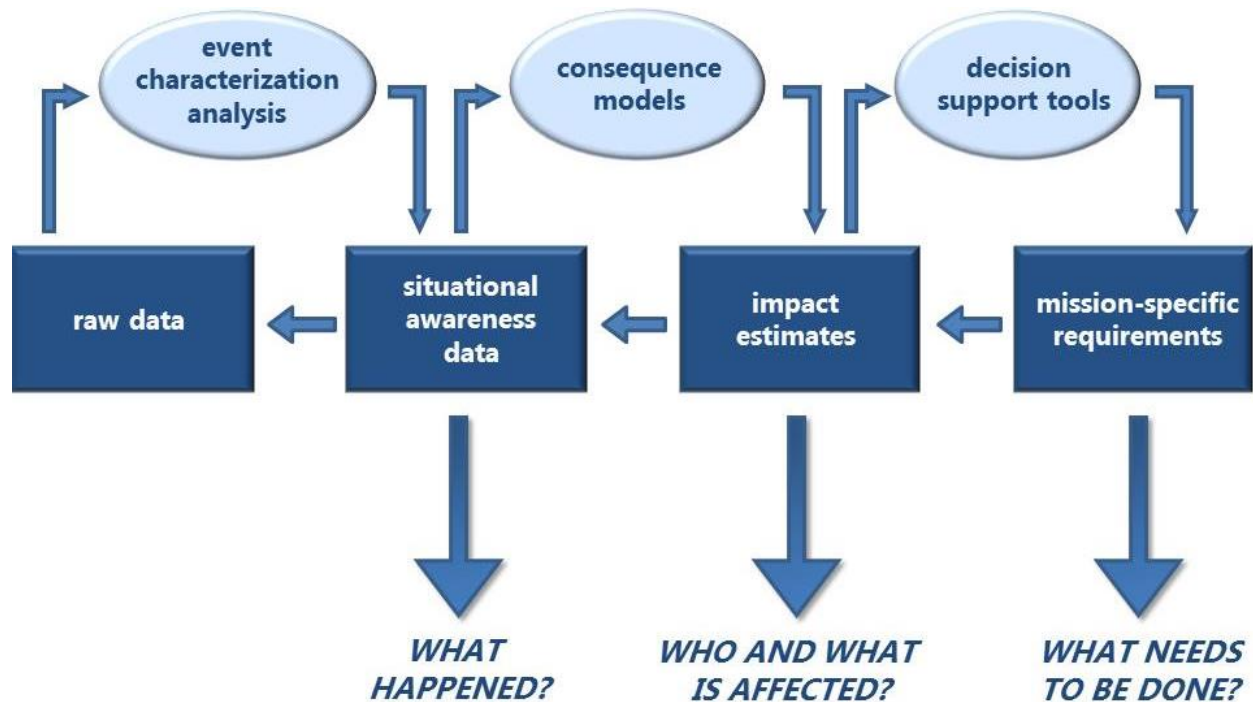 event
characterization
analysis
consequence
models
decision
support tools
raw data
situational
awareness
data
impact
estimates
mission-specific
requirements
WHAT
HAPPENED?
WHO AND WHAT
IS AFFECTED?
WHAT NEEDS
TO BE DONE?